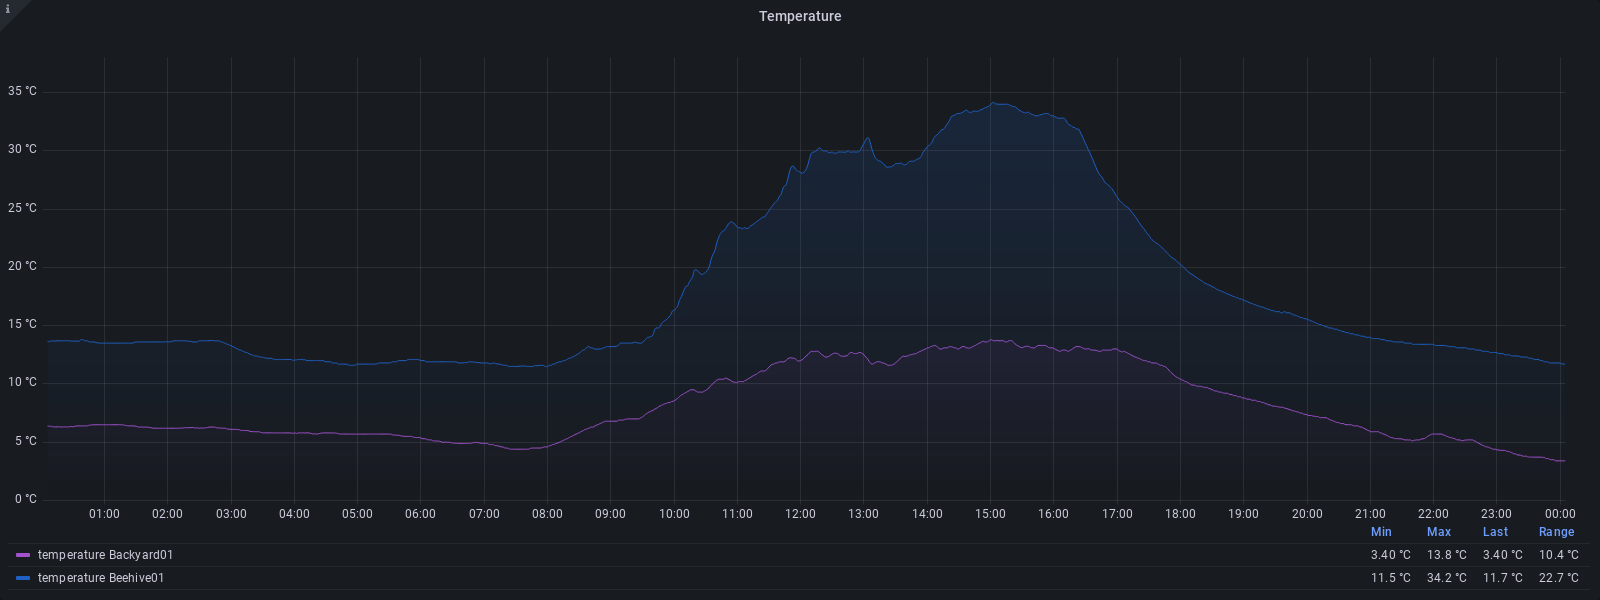 i
Temperature
35 °C
30 °C
25 °C
20 °C
15 °C
10 °C
5 °C
0 °C
01:00 02:00 03:00 04:00 05:00 06:00 07:00 08:00 09:00 10:00 11:00 12:00 13:00 14:00 15:00 16:00 17:00 18:00 19:00 20:00 21:00 22:00 23:00 00:00
Min Max Last Range
temperature Backyard01 3.40 °C 13.8 °C 3.40 °C 10.4 °C
temperature Beehive01 11.5 °C 34.2 °C 11.7 °C 22.7 °C